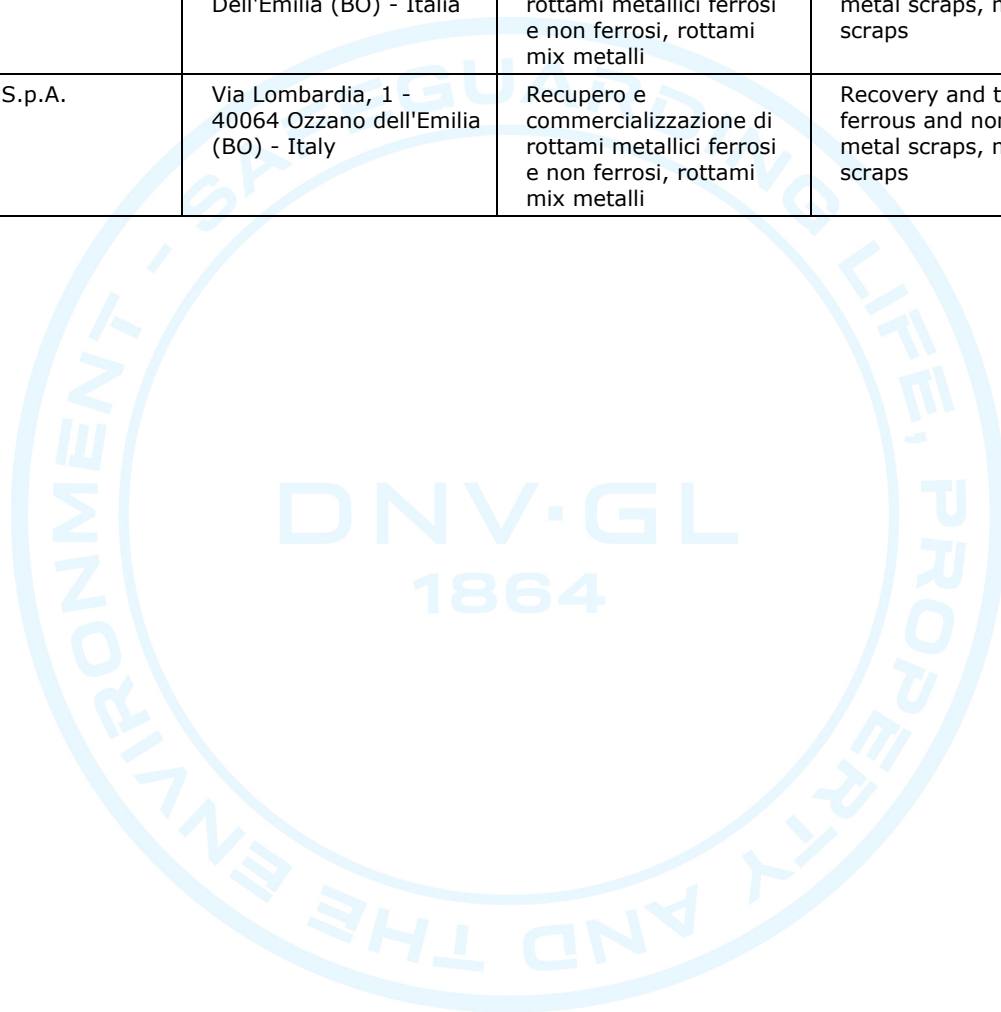 Dell'Emilia (BO) - Italia
rottami metallici ferrosi
e non ferrosi, rottami
mix metalli
metal scraps,
scraps
S.p.A.
Via Lombardia, 1 -
40064 Ozzano dell'Emilia
(BO) - Italy
Recupero e
commercializzazione di
rottami metallici ferrosi
e non ferrosi, rottami
mix metalli
Recovery and
ferrous and
metal scraps,
scraps
SAFEGUARDING LIFE, PROPERTY AND THE ENVIRONMENT -
DNV·GL
1864